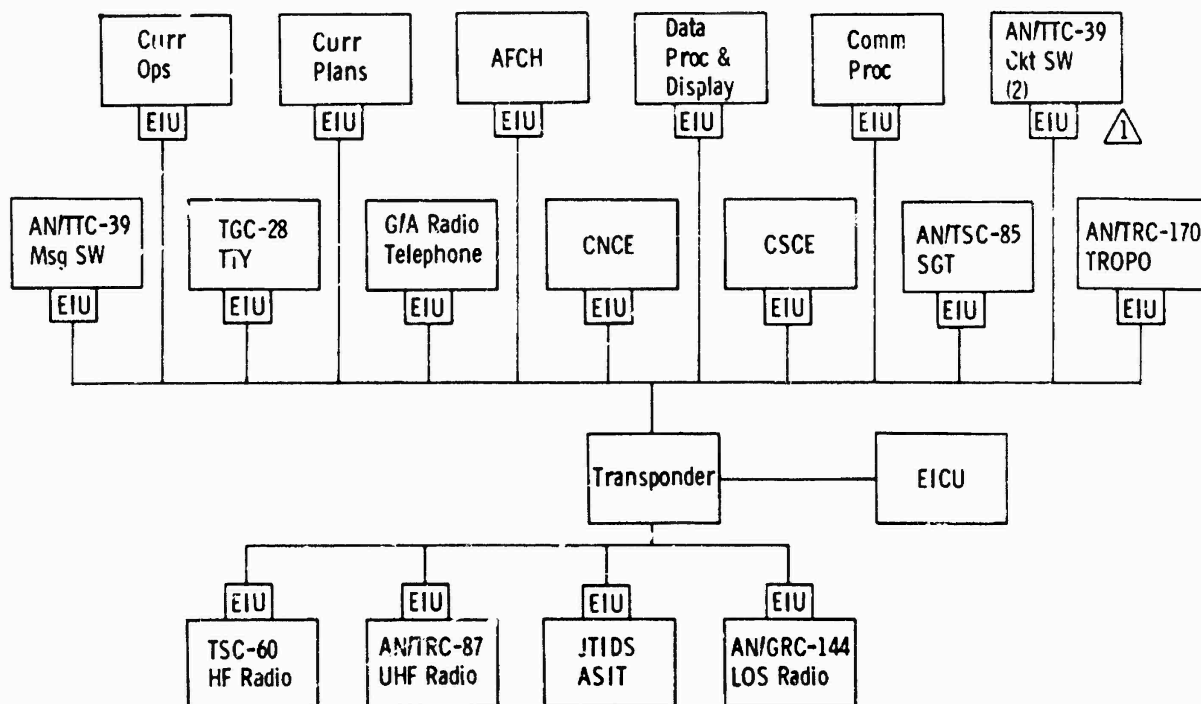 Curr
Ops
EIU
Curr
Plans
EIU
AFCH
EIU
Data
Proc &
Display
EIU
Comm
Proc
EIU
AN/TTC-39
Ckt SW
(2)
EIU
1
AN/TTC-39
Msg SW
EIU
TGC-28
TTY
EIU
G/A Radio
Telephone
EIU
CNCE
EIU
CSCE
EIU
AN/TSC-85
SGT
EIU
AN/TRC-170
TROPO
EIU
Transponder
EICU
EIU
TSC-60
HF Radio
EIU
AN/TRC-87
UHF Radio
EIU
JTIDS
ASIT
EIU
AN/GRC-144
LOS Radio